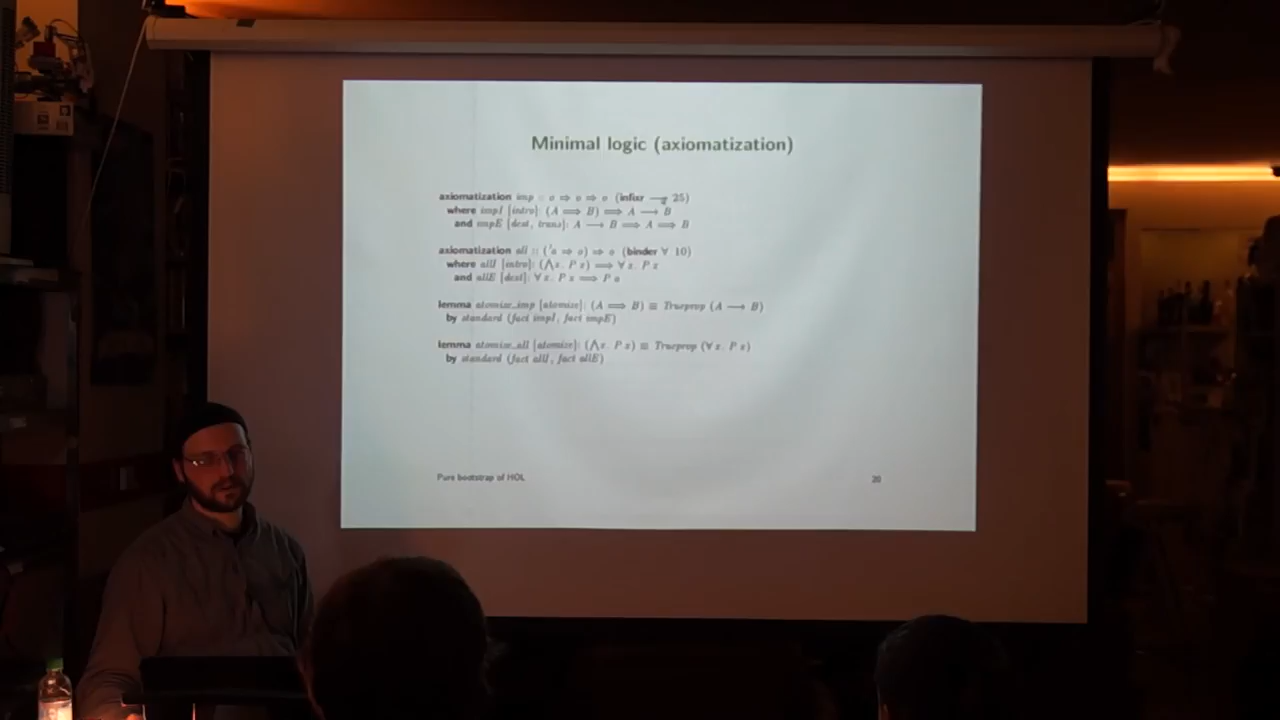 Minimal logic (axiomatization)
axiomatization imp :: o ⇒ o ⇒ o (infixr ⟶ 25)
where impI [intro]: (A ⟹ B) ⟹ A ⟶ B
and impE [dest, trans]: A ⟶ B ⟹ A ⟹ B
axiomatization all :: ('a ⇒ o) ⇒ o (binder ∀ 10)
where allI [intro]: (⋀x. P x) ⟹ ∀x. P x
and allE [dest]: ∀x. P x ⟹ P a
lemma atomize_imp [atomize]: (A ⟹ B) ≡ Trueprop (A ⟶ B)
by standard (fact impI, fact impE)
lemma atomize_all [atomize]: (⋀x. P x) ≡ Trueprop (∀x. P x)
by standard (fact allI, fact allE)
Pure bootstrap of HOL
20